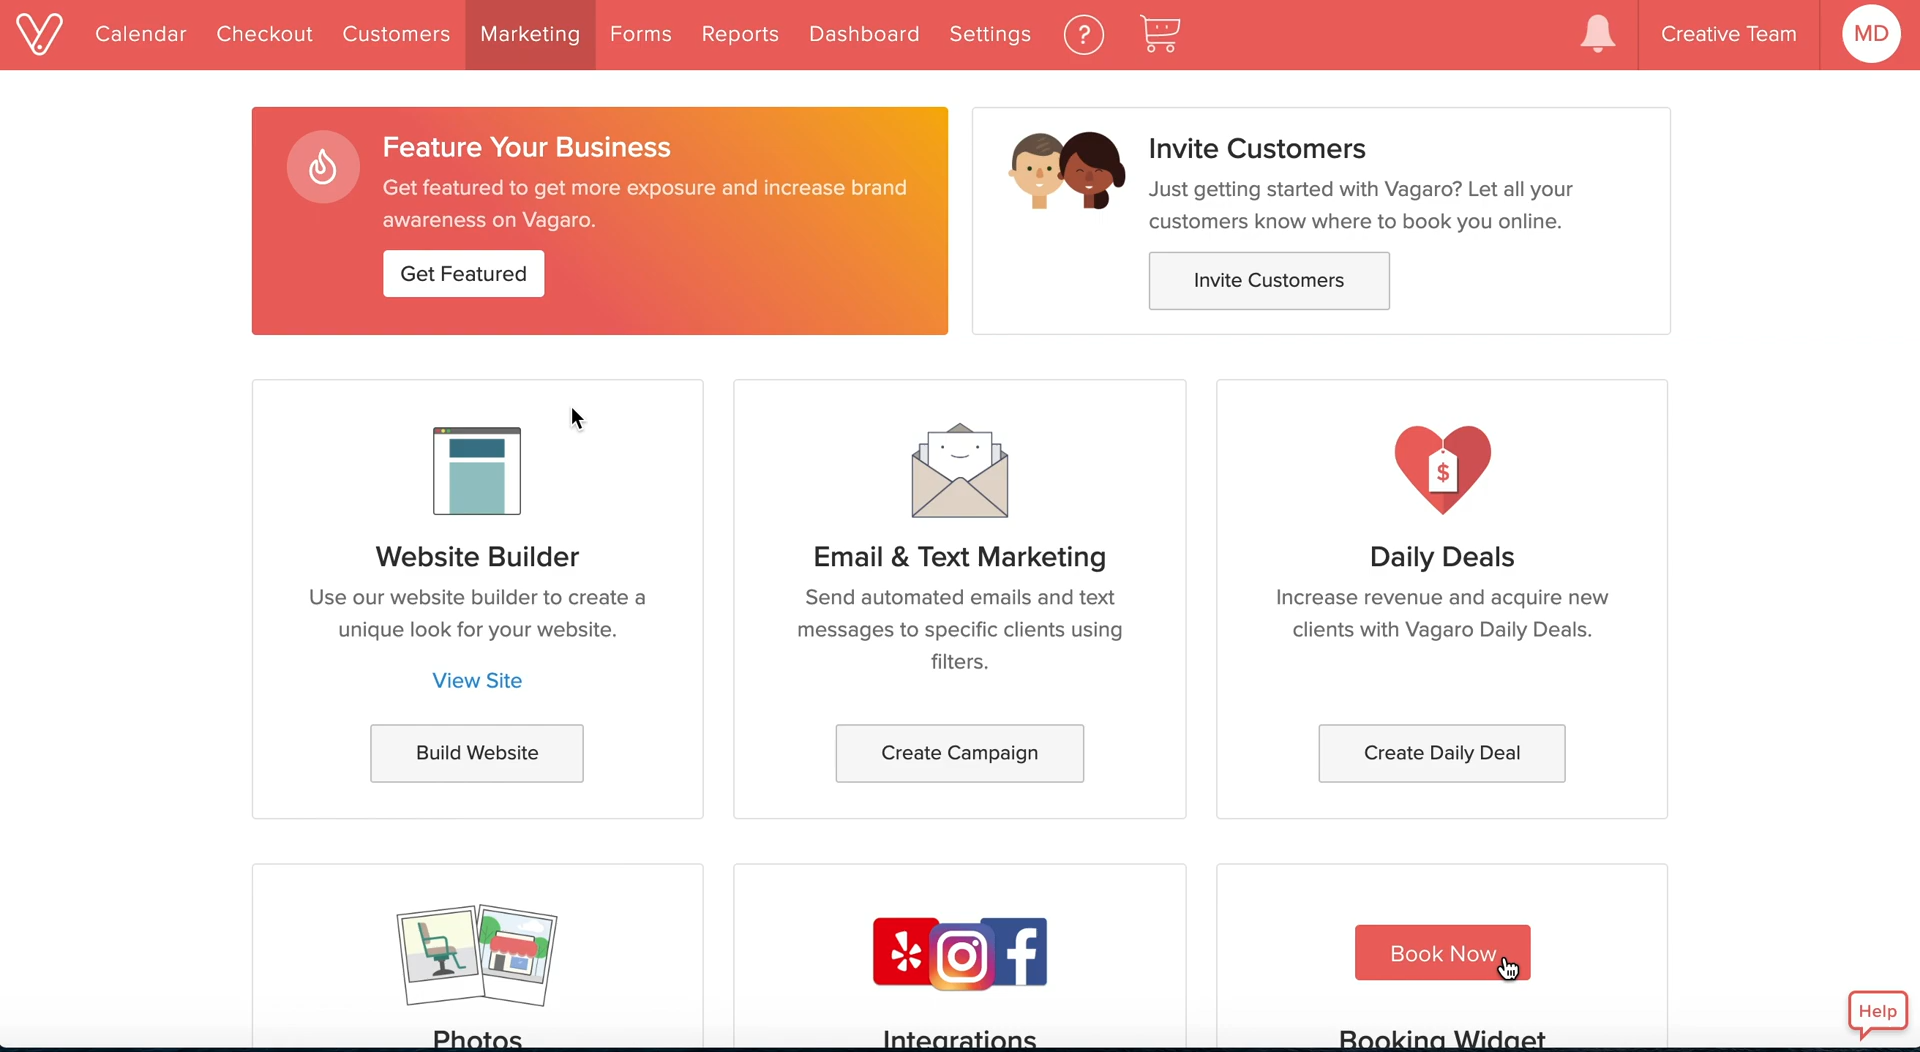 Calendar
Checkout
Customers
Marketing
Forms
Reports
Dashboard
Settings
?
Creative Team
MD
Feature Your Business
Get featured to get more exposure and increase brand
awareness on Vagaro.
Get Featured
Invite Customers
Just getting started with Vagaro? Let all your
customers know where to book you online.
Invite Customers
Website Builder
Use our website builder to create a
unique look for your website.
View Site
Build Website
Email & Text Marketing
Send automated emails and text
messages to specific clients using
filters.
Create Campaign
$
Daily Deals
Increase revenue and acquire new
clients with Vagaro Daily Deals.
Create Daily Deal
Photos
Integrations
Book Now
Booking Widget
Help